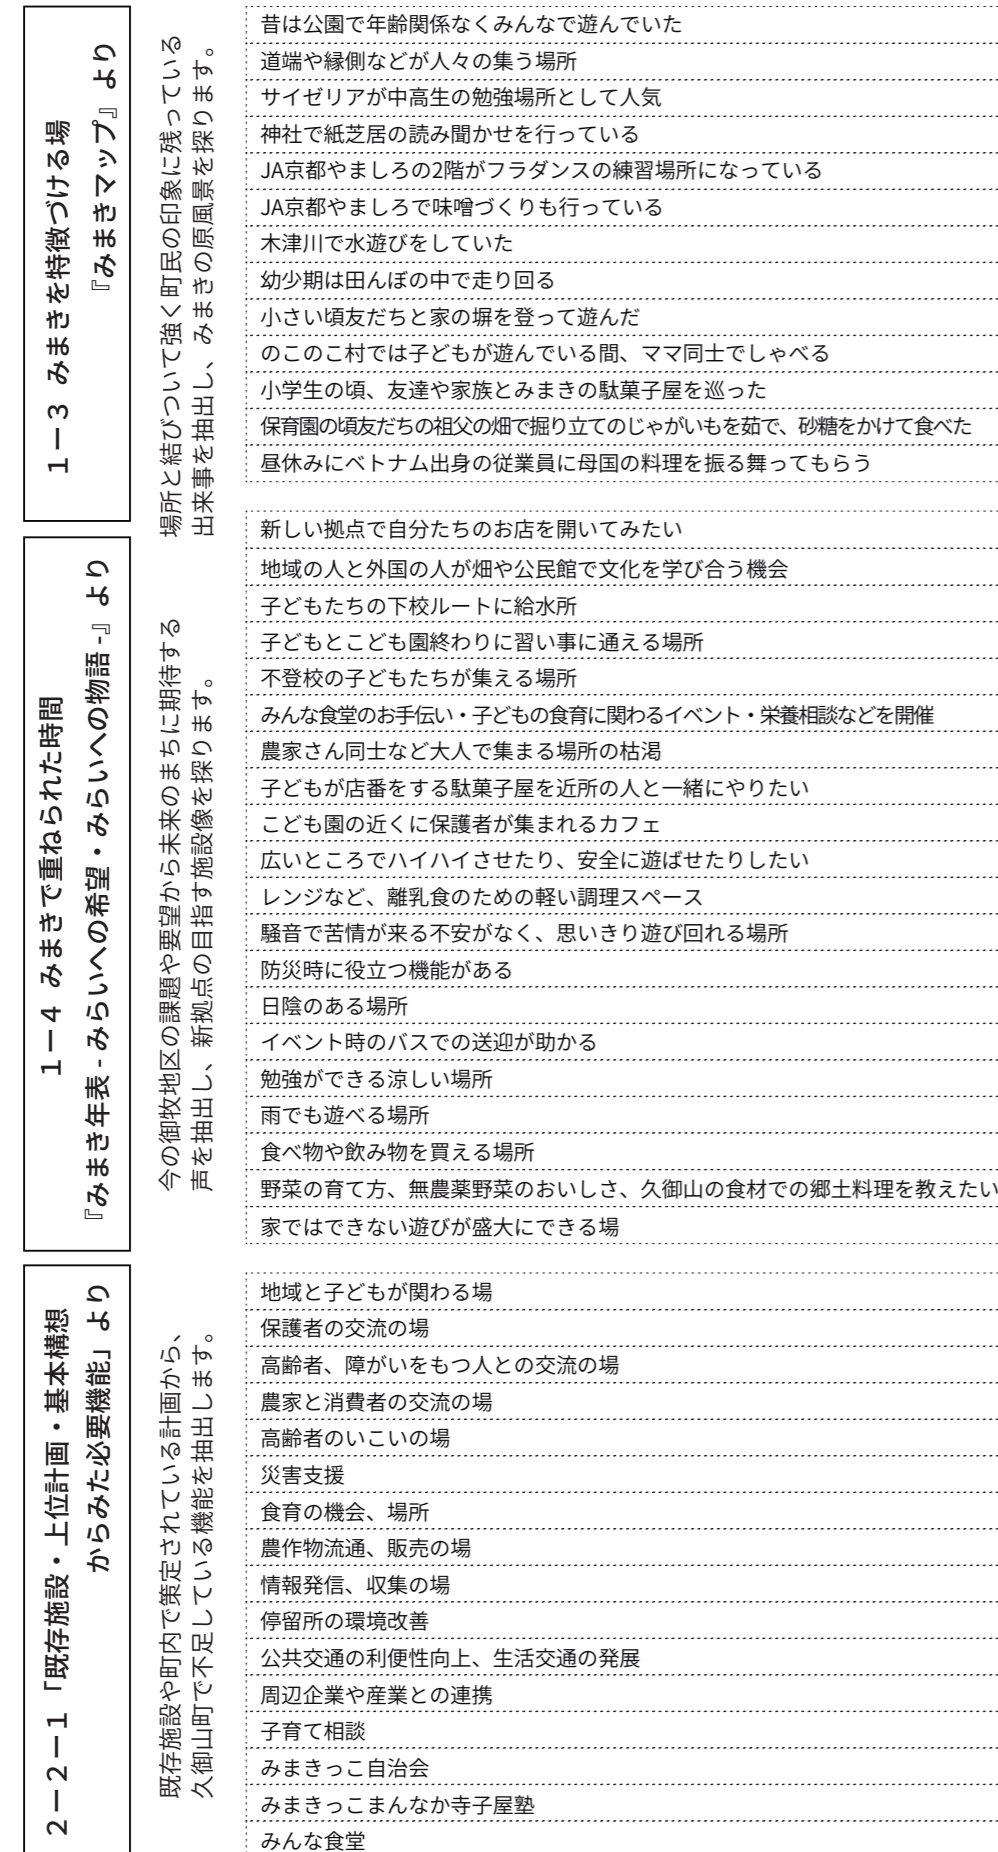 1－3 みまきを特徴づける場
『みまきマップ』より
場所と結びついて強く町民の印象に残っている
出来事を抽出し、みまきの原風景を探ります。
昔は公園で年齢関係なくみんなで遊んでいた
道端や縁側などが人々の集う場所
サイゼリアが中高生の勉強場所として人気
神社で紙芝居の読み聞かせを行っている
JA京都やましろの2階がフラダンスの練習場所になっている
JA京都やましろで味噌づくりも行っている
木津川で水遊びをしていた
幼少期は田んぼの中で走り回る
小さい頃友だちと家の塀を登って遊んだ
のこのこ村では子どもが遊んでいる間、ママ同士でしゃべる
小学生の頃、友達や家族とみまきの駄菓子屋を巡った
保育園の頃友だちの祖父の畑で掘り立てのじゃがいもを茹で、砂糖をかけて食べた
昼休みにベトナム出身の従業員に母国の料理を振る舞ってもらう
1－4 みまきで重ねられた時間
『みまき年表 - みらいへの希望・みらいへの物語 -』より
今の御牧地区の課題や要望から未来のまちに期待する
声を抽出し、新拠点の目指す施設像を探ります。
新しい拠点で自分たちのお店を開いてみたい
地域の人と外国の人が畑や公民館で文化を学び合う機会
子どもたちの下校ルートに給水所
子どもとこども園終わりに習い事に通える場所
不登校の子どもたちが集える場所
みんな食堂のお手伝い・子どもの食育に関わるイベント・栄養相談などを開催
農家さん同士など大人で集まる場所の枯渇
子どもが店番をする駄菓子屋を近所の人と一緒にやりたい
こども園の近くに保護者が集まれるカフェ
広いところでハイハイさせたり、安全に遊ばせたりしたい
レンジなど、離乳食のための軽い調理スペース
騒音で苦情が来る不安がなく、思いきり遊び回れる場所
防災時に役立つ機能がある
日陰のある場所
イベント時のバスでの送迎が助かる
勉強ができる涼しい場所
雨でも遊べる場所
食べ物や飲み物を買える場所
野菜の育て方、無農薬野菜のおいしさ、久御山の食材での郷土料理を教えたい
家ではできない遊びが盛大にできる場
2－2－1「既存施設・上位計画・基本構想
からみた必要機能」より
既存施設や町内で策定されている計画から、
久御山町で不足している機能を抽出します。
地域と子どもが関わる場
保護者の交流の場
高齢者、障がいをもつ人との交流の場
農家と消費者の交流の場
高齢者のいこいの場
災害支援
食育の機会、場所
農作物流通、販売の場
情報発信、収集の場
停留所の環境改善
公共交通の利便性向上、生活交通の発展
周辺企業や産業との連携
子育て相談
みまきっこ自治会
みまきっこまんなか寺子屋塾
みんな食堂